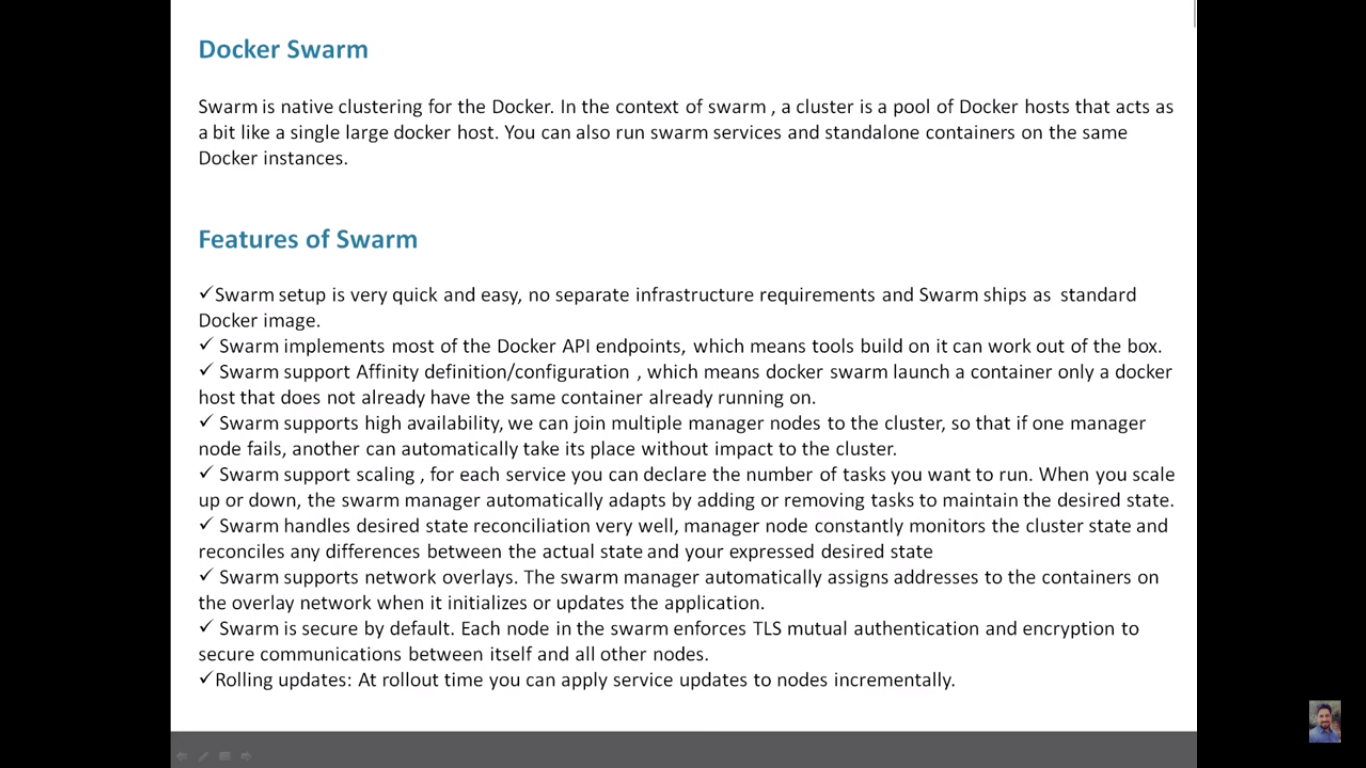 Docker Swarm
Swarm is native clustering for the Docker. In the context of swarm , a cluster is a pool of Docker hosts that acts as
a bit like a single large docker host. You can also run swarm services and standalone containers on the same
Docker instances.
Features of Swarm
✓Swarm setup is very quick and easy, no separate infrastructure requirements and Swarm ships as standard
Docker image.
✓ Swarm implements most of the Docker API endpoints, which means tools build on it can work out of the box.
✓ Swarm support Affinity definition/configuration , which means docker swarm launch a container only a docker
host that does not already have the same container already running on.
✓ Swarm supports high availability, we can join multiple manager nodes to the cluster, so that if one manager
node fails, another can automatically take its place without impact to the cluster.
✓ Swarm support scaling , for each service you can declare the number of tasks you want to run. When you scale
up or down, the swarm manager automatically adapts by adding or removing tasks to maintain the desired state.
✓ Swarm handles desired state reconciliation very well, manager node constantly monitors the cluster state and
reconciles any differences between the actual state and your expressed desired state
✓ Swarm supports network overlays. The swarm manager automatically assigns addresses to the containers on
the overlay network when it initializes or updates the application.
✓ Swarm is secure by default. Each node in the swarm enforces TLS mutual authentication and encryption to
secure communications between itself and all other nodes.
✓Rolling updates: At rollout time you can apply service updates to nodes incrementally.